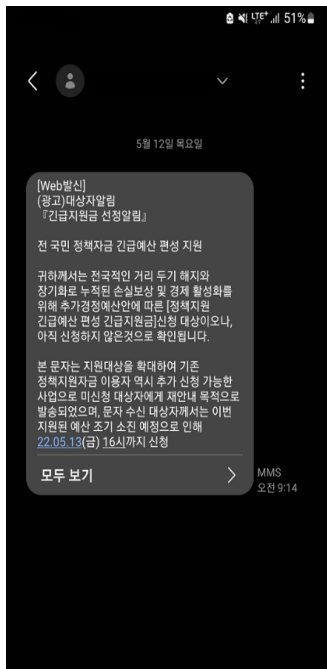 LTE+ 51%
5월 12일 목요일
[Web발신]
(광고)대상자알림
『긴급지원금 선정알림』
전 국민 정책자금 긴급예산 편성 지원
귀하께서는 전국적인 거리 두기 해지와
장기화로 누적된 손실보상 및 경제 활성화를
위해 추가경정예산안에 따른 [정책지원
긴급예산 편성 긴급지원금]신청 대상이오나,
아직 신청하지 않은것으로 확인됩니다.
본 문자는 지원대상을 확대하여 기존
정책지원자금 이용자 역시 추가 신청 가능한
사업으로 미신청 대상자에게 재안내 목적으로
발송되었으며, 문자 수신 대상자께서는 이번
지원된 예산 조기 소진 예정으로 인해
22.05.13(금) 16시까지 신청
모두 보기
MMS
오전 9:14